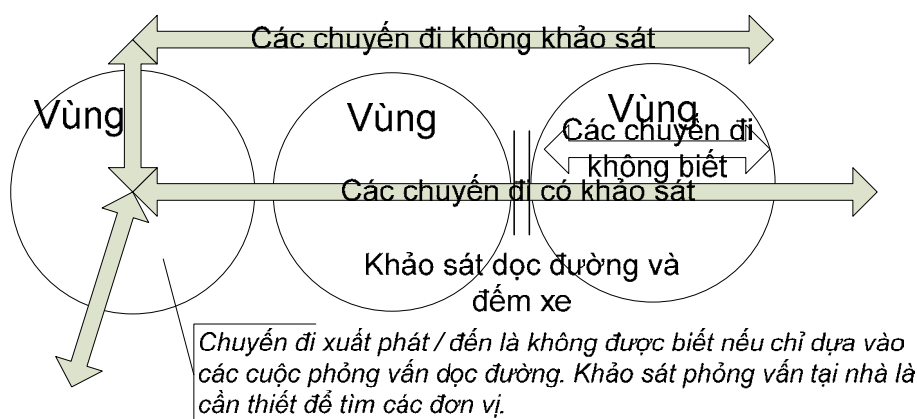 Các chuyến đi không khảo sát
Vùng
Vùng
Vùng
Các chuyến đi
không biết
Các chuyến đi có khảo sát
Khảo sát dọc đường và
đếm xe
Chuyến đi xuất phát / đến là không được biết nếu chỉ dựa vào
các cuộc phỏng vấn dọc đường. Khảo sát phỏng vấn tại nhà là
cần thiết để tìm các đơn vị.